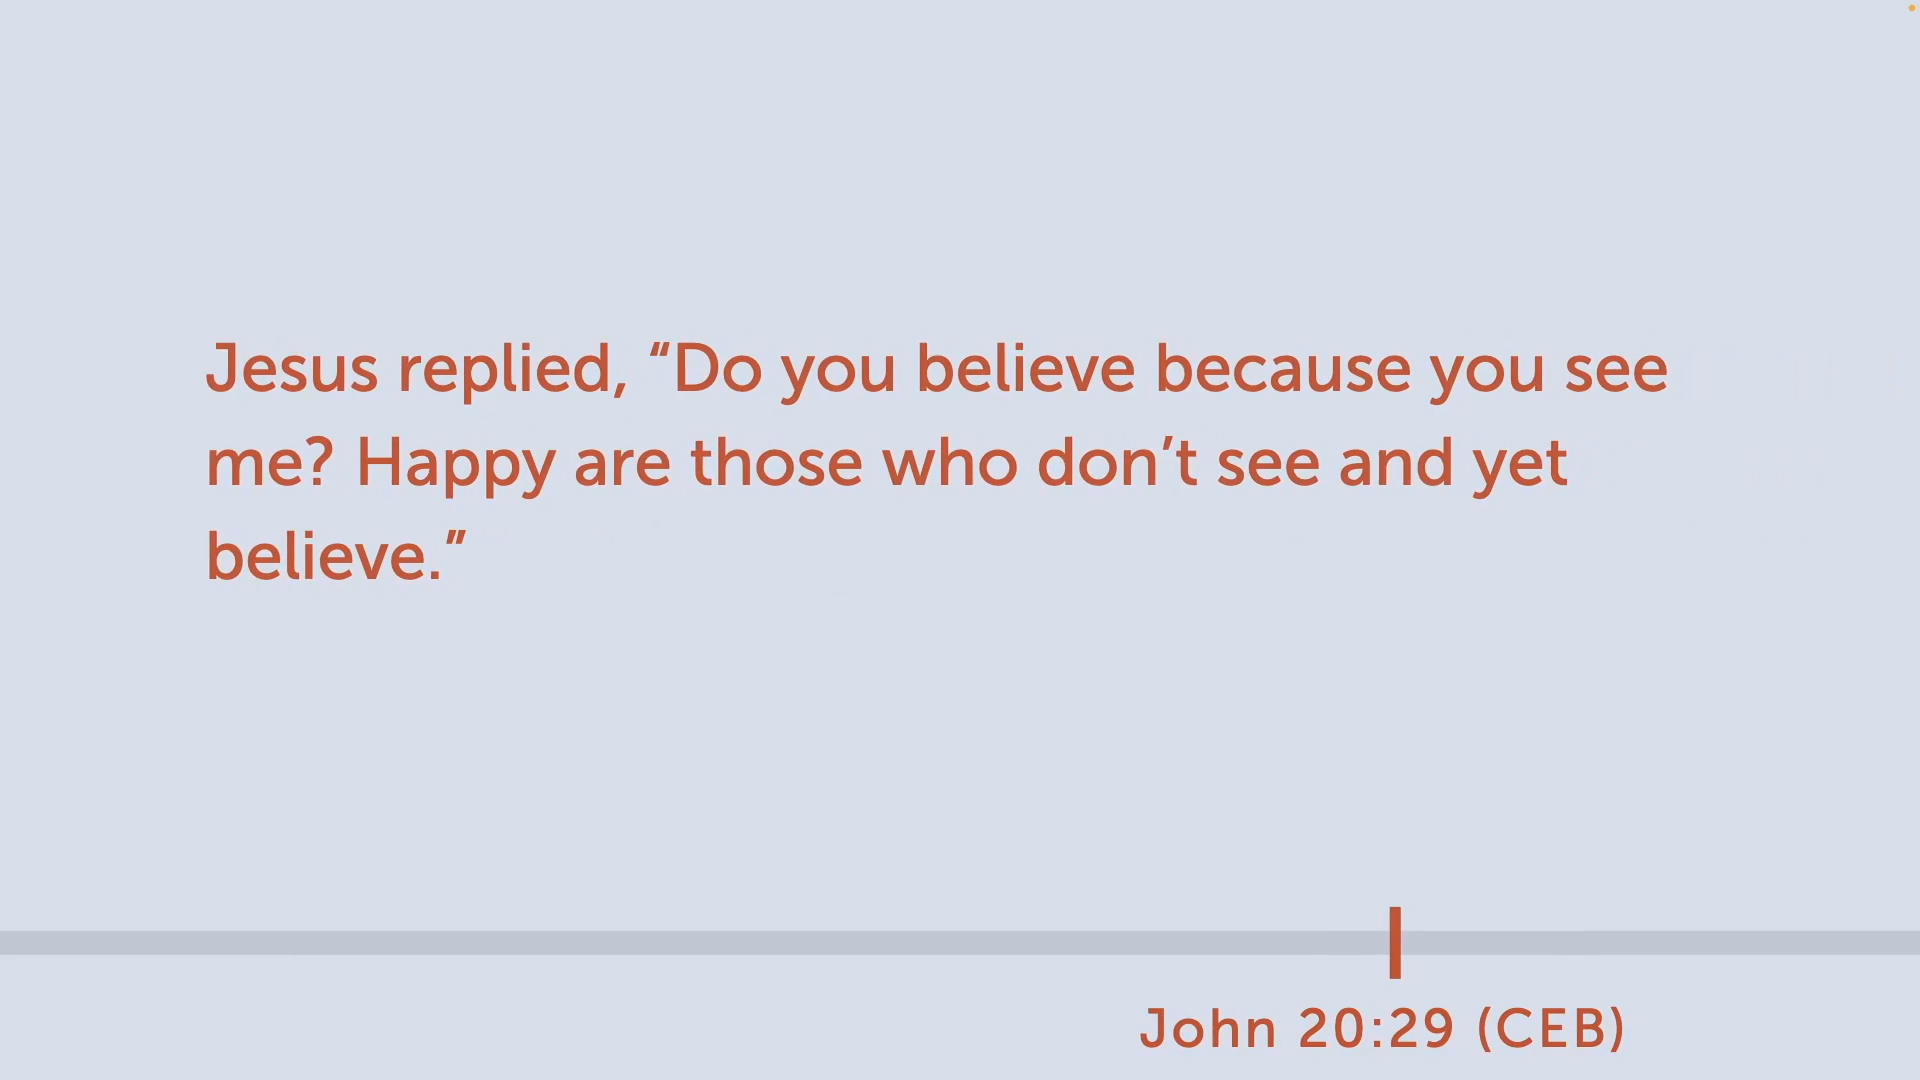 Jesus replied, “Do you believe because you see
me? Happy are those who don’t see and yet
believe.”
John 20:29 (CEB)